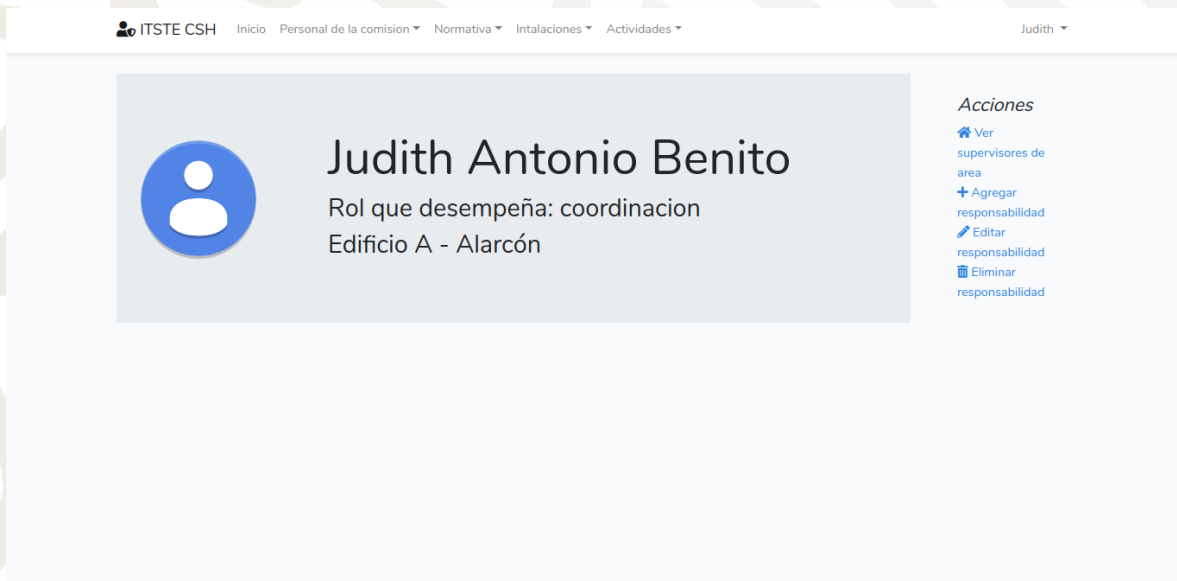 ITSTE CSH Inicio Personal de la comision Normativa Intalaciones Actividades Judith
Judith Antonio Benito
Rol que desempeña: coordinacion
Edificio A - Alarcón
Acciones
Ver
supervisores de
area
Agregar
responsabilidad
Editar
responsabilidad
Eliminar
responsabilidad